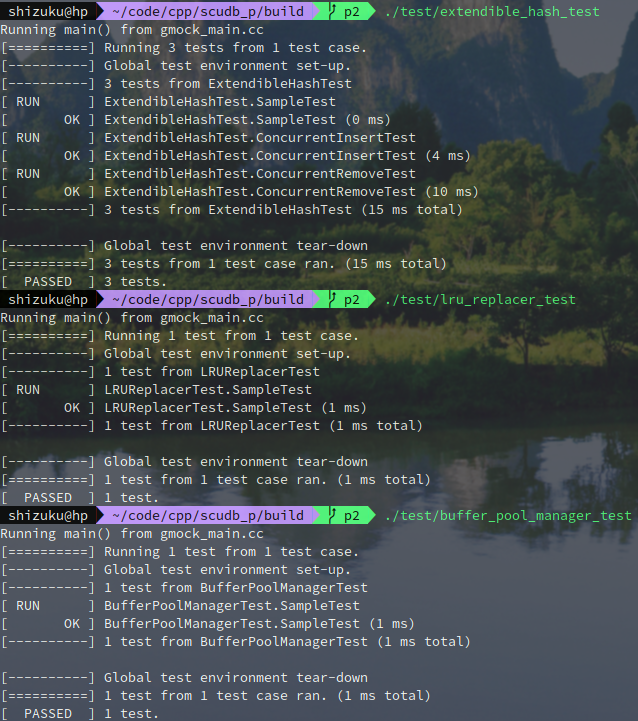 shizuku@hp ~/code/cpp/scudb_p/build p2 ./test/extendible_hash_test
Running main() from gmock_main.cc
[==========] Running 3 tests from 1 test case.
[----------] Global test environment set-up.
[----------] 3 tests from ExtendibleHashTest
[ RUN      ] ExtendibleHashTest.SampleTest
[       OK ] ExtendibleHashTest.SampleTest (0 ms)
[ RUN      ] ExtendibleHashTest.ConcurrentInsertTest
[       OK ] ExtendibleHashTest.ConcurrentInsertTest (4 ms)
[ RUN      ] ExtendibleHashTest.ConcurrentRemoveTest
[       OK ] ExtendibleHashTest.ConcurrentRemoveTest (10 ms)
[----------] 3 tests from ExtendibleHashTest (15 ms total)
[----------] Global test environment tear-down
[==========] 3 tests from 1 test case ran. (15 ms total)
[  PASSED  ] 3 tests.
shizuku@hp ~/code/cpp/scudb_p/build p2 ./test/lru_replacer_test
Running main() from gmock_main.cc
[==========] Running 1 test from 1 test case.
[----------] Global test environment set-up.
[----------] 1 test from LRUReplacerTest
[ RUN      ] LRUReplacerTest.SampleTest
[       OK ] LRUReplacerTest.SampleTest (1 ms)
[----------] 1 test from LRUReplacerTest (1 ms total)
[----------] Global test environment tear-down
[==========] 1 test from 1 test case ran. (1 ms total)
[  PASSED  ] 1 test.
shizuku@hp ~/code/cpp/scudb_p/build p2 ./test/buffer_pool_manager_test
Running main() from gmock_main.cc
[==========] Running 1 test from 1 test case.
[----------] Global test environment set-up.
[----------] 1 test from BufferPoolManagerTest
[ RUN      ] BufferPoolManagerTest.SampleTest
[       OK ] BufferPoolManagerTest.SampleTest (1 ms)
[----------] 1 test from BufferPoolManagerTest (1 ms total)
[----------] Global test environment tear-down
[==========] 1 test from 1 test case ran. (1 ms total)
[  PASSED  ] 1 test.